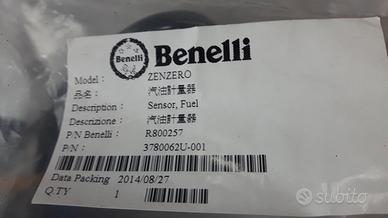 Benelli
Benelli
Model : ZENZERO
品名 : 汽油計量器
Description : Sensor, Fuel
Descrizione : 汽油計量器
P/N Benelli : R800257
P/N : 3780062U-001
Data Packing 2014/08/27
Q.TY 1
subito